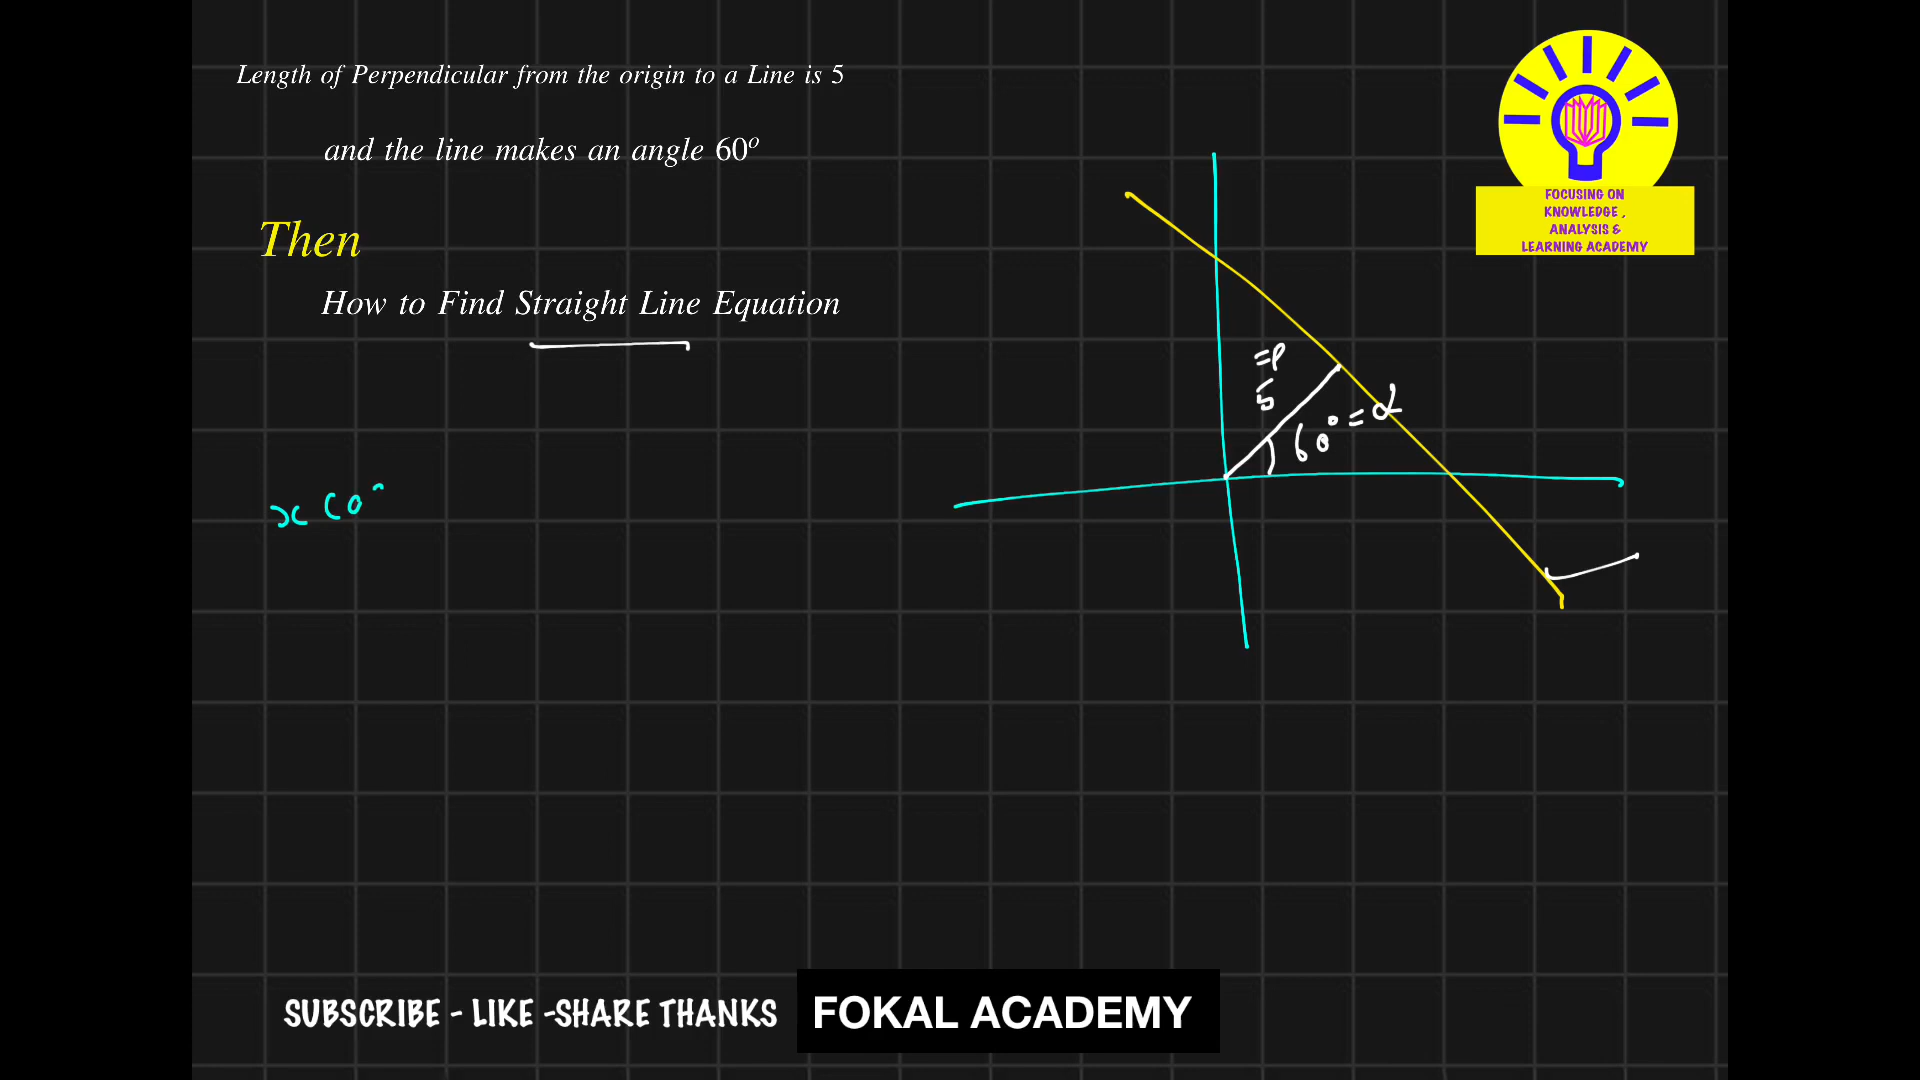 Length of Perpendicular from the origin to a Line is 5
and the line makes an angle 60°
Then
How to Find Straight Line Equation
=P
5
60° = α
x co
FOCUSING ON
KNOWLEDGE ,
ANALYSIS &
LEARNING ACADEMY
SUBSCRIBE - LIKE -SHARE THANKS
FOKAL ACADEMY